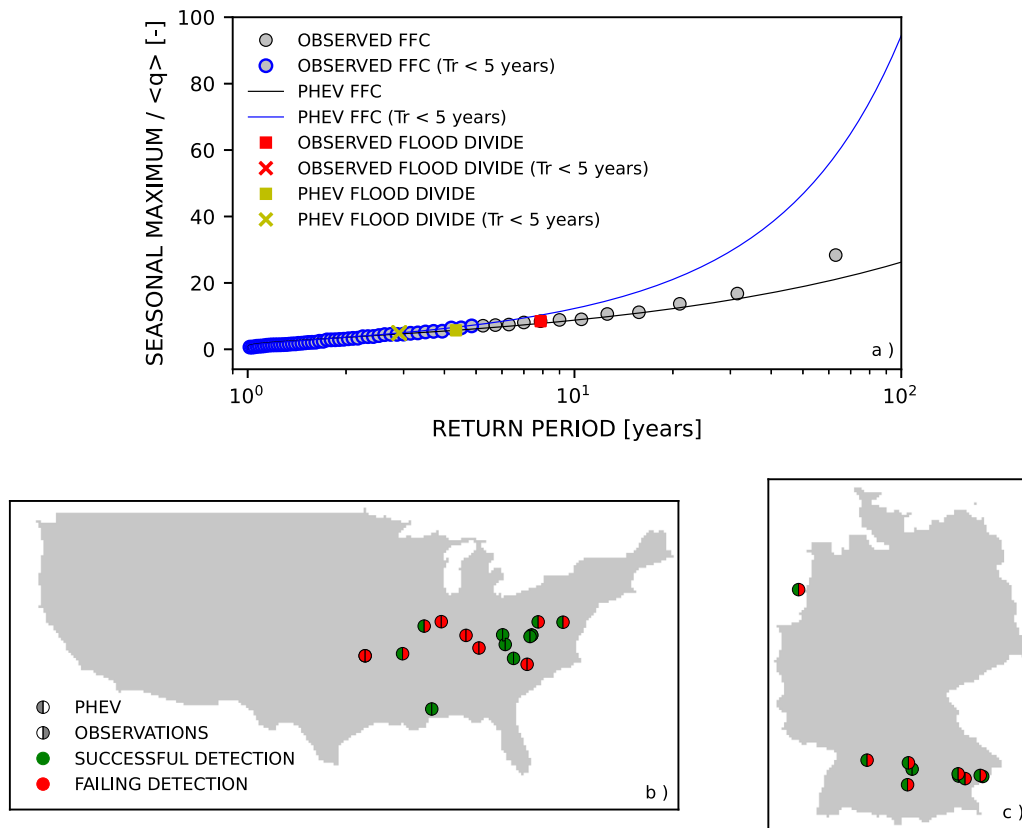 SEASONAL MAXIMUM / <q> [-]
100
80
60
40
20
0
OBSERVED FFC
OBSERVED FFC (Tr < 5 years)
PHEV FFC
PHEV FFC (Tr < 5 years)
OBSERVED FLOOD DIVIDE
OBSERVED FLOOD DIVIDE (Tr < 5 years)
PHEV FLOOD DIVIDE
PHEV FLOOD DIVIDE (Tr < 5 years)
a )
10⁰ 10¹ 10²
RETURN PERIOD [years]
PHEV
OBSERVATIONS
SUCCESSFUL DETECTION
FAILING DETECTION
b )
c )